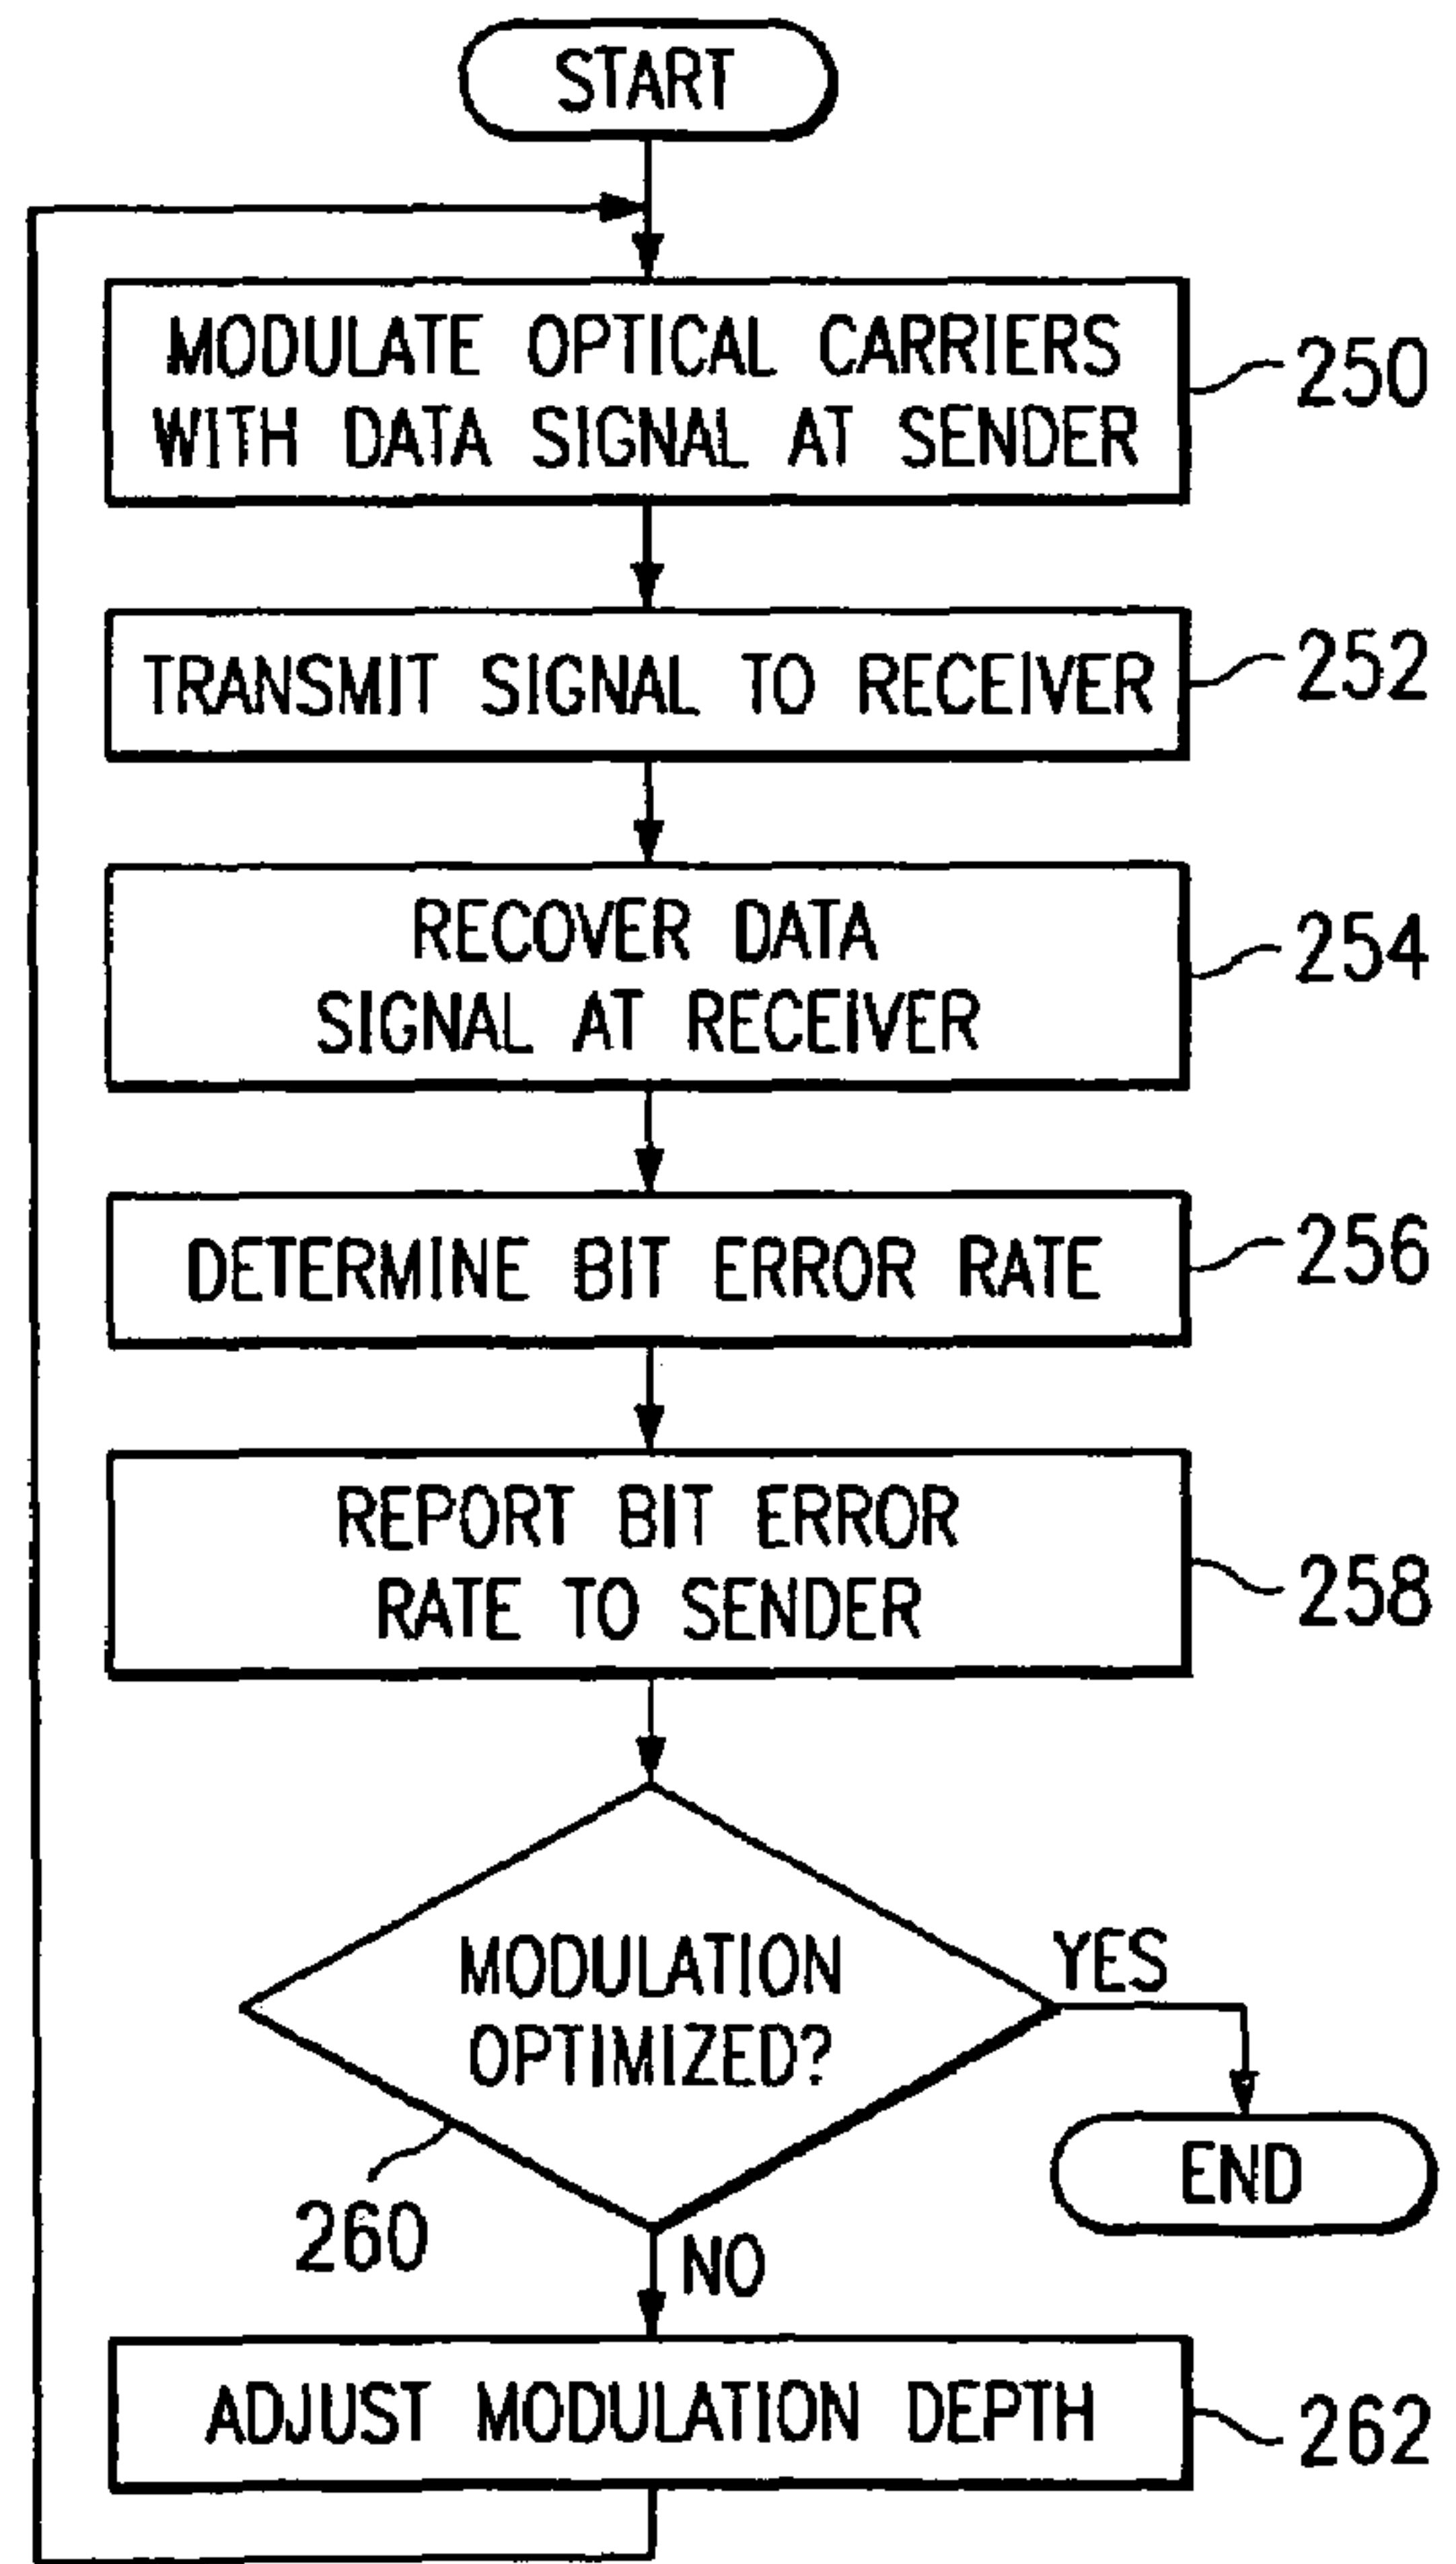 START
MODULATE OPTICAL CARRIERS
WITH DATA SIGNAL AT SENDER
250
TRANSMIT SIGNAL TO RECEIVER
252
RECOVER DATA
SIGNAL AT RECEIVER
254
DETERMINE BIT ERROR RATE
256
REPORT BIT ERROR
RATE TO SENDER
258
MODULATION
OPTIMIZED?
YES
END
260
NO
ADJUST MODULATION DEPTH
262